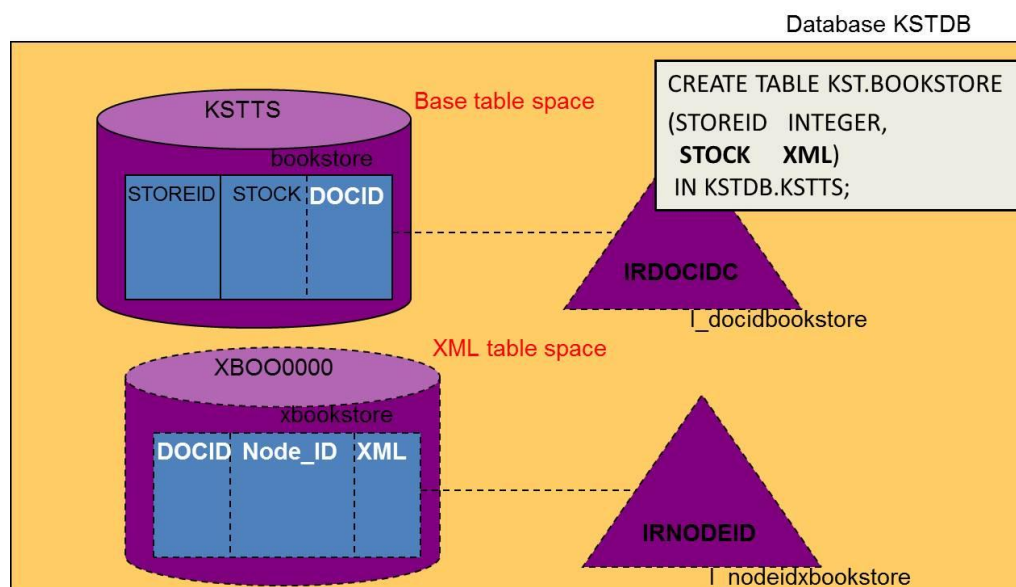 Database KSTDB
KSTTS
Base table space
CREATE TABLE KST.BOOKSTORE
(STOREID INTEGER,
STOCK XML)
IN KSTDB.KSTTS;
bookstore
STOREID STOCK DOCID
IRDOCIDC
I_docidbookstore
XML table space
XBOO0000
xbookstore
DOCID Node_ID XML
IRNODEID
I_nodeidxbookstore